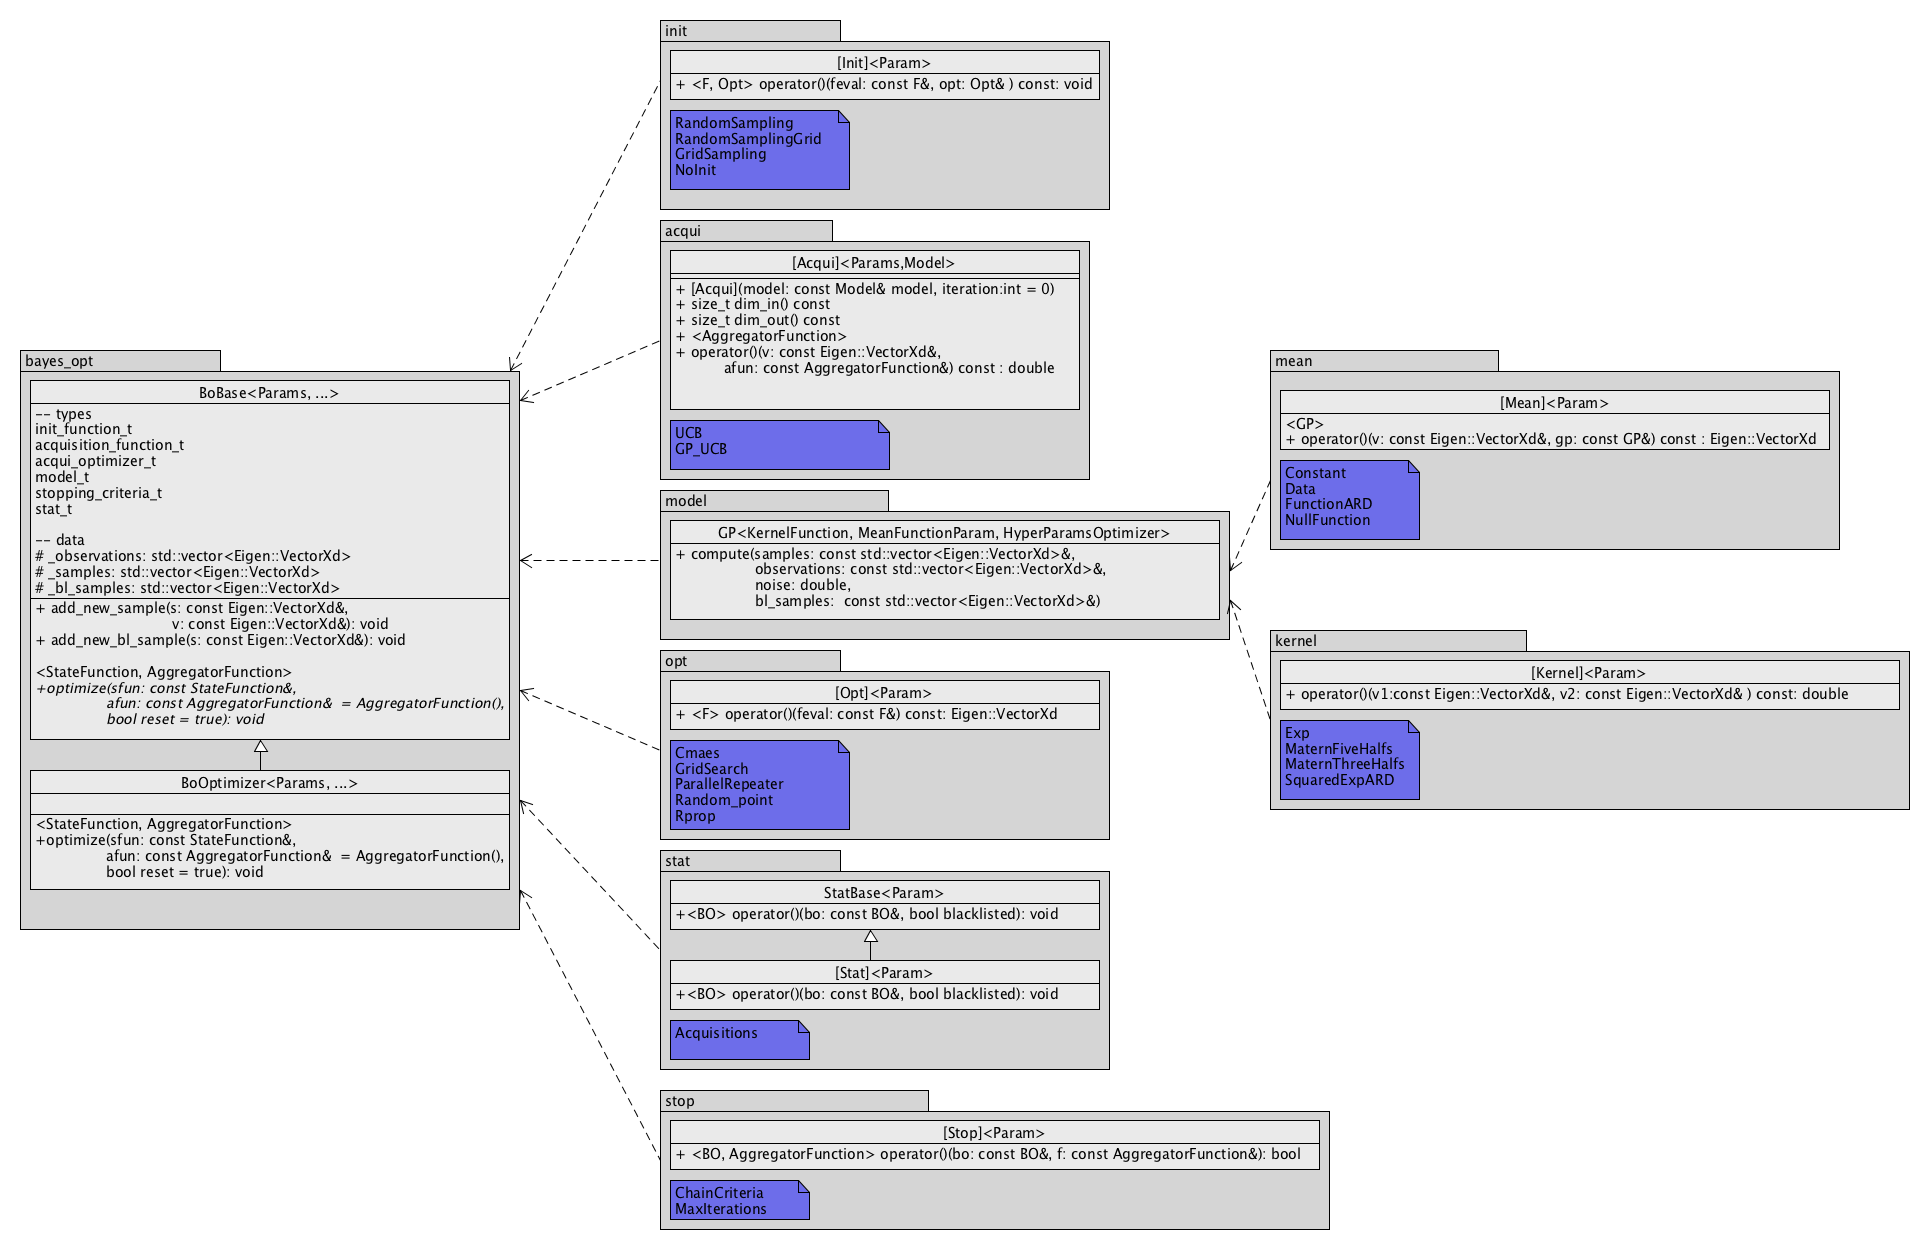 init
[Init]<Param>
+ <F, Opt> operator()(feval: const F&, opt: Opt& ) const: void
RandomSampling
RandomSamplingGrid
GridSampling
NoInit
acqui
[Acqui]<Params,Model>
+ [Acqui](model: const Model& model, iteration:int = 0)
+ size_t dim_in() const
+ size_t dim_out() const
+ <AggregatorFunction>
+ operator()(v: const Eigen::VectorXd&,
afun: const AggregatorFunction&) const : double
UCB
GP_UCB
bayes_opt
BoBase<Params, ...>
-- types
init_function_t
acquisition_function_t
acqui_optimizer_t
model_t
stopping_criteria_t
stat_t
-- data
# _observations: std::vector<Eigen::VectorXd>
# _samples: std::vector<Eigen::VectorXd>
# _bl_samples: std::vector<Eigen::VectorXd>
+ add_new_sample(s: const Eigen::VectorXd&,
v: const Eigen::VectorXd&): void
+ add_new_bl_sample(s: const Eigen::VectorXd&): void
<StateFunction, AggregatorFunction>
+optimize(sfun: const StateFunction&,
afun: const AggregatorFunction&  = AggregatorFunction(),
bool reset = true): void
BoOptimizer<Params, ...>
<StateFunction, AggregatorFunction>
+optimize(sfun: const StateFunction&,
afun: const AggregatorFunction&  = AggregatorFunction(),
bool reset = true): void
model
GP<KernelFunction, MeanFunctionParam, HyperParamsOptimizer>
+ compute(samples: const std::vector<Eigen::VectorXd>&,
observations: const std::vector<Eigen::VectorXd>&,
noise: double,
bl_samples:  const std::vector<Eigen::VectorXd>&)
mean
[Mean]<Param>
<GP>
+ operator()(v: const Eigen::VectorXd&, gp: const GP&) const : Eigen::VectorXd
Constant
Data
FunctionARD
NullFunction
kernel
[Kernel]<Param>
+ operator()(v1:const Eigen::VectorXd&, v2: const Eigen::VectorXd& ) const: double
Exp
MaternFiveHalfs
MaternThreeHalfs
SquaredExpARD
opt
[Opt]<Param>
+ <F> operator()(feval: const F&) const: Eigen::VectorXd
Cmaes
GridSearch
ParallelRepeater
Random_point
Rprop
stat
StatBase<Param>
+<BO> operator()(bo: const BO&, bool blacklisted): void
[Stat]<Param>
+<BO> operator()(bo: const BO&, bool blacklisted): void
Acquisitions
stop
[Stop]<Param>
+ <BO, AggregatorFunction> operator()(bo: const BO&, f: const AggregatorFunction&): bool
ChainCriteria
MaxIterations